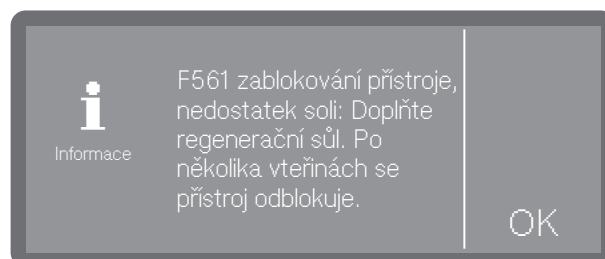 F561 zablokování přístroje,
nedostatek soli: Doplňte
regenerační sůl. Po
několika vteřinách se
přístroj odblokuje.
Informace
OK